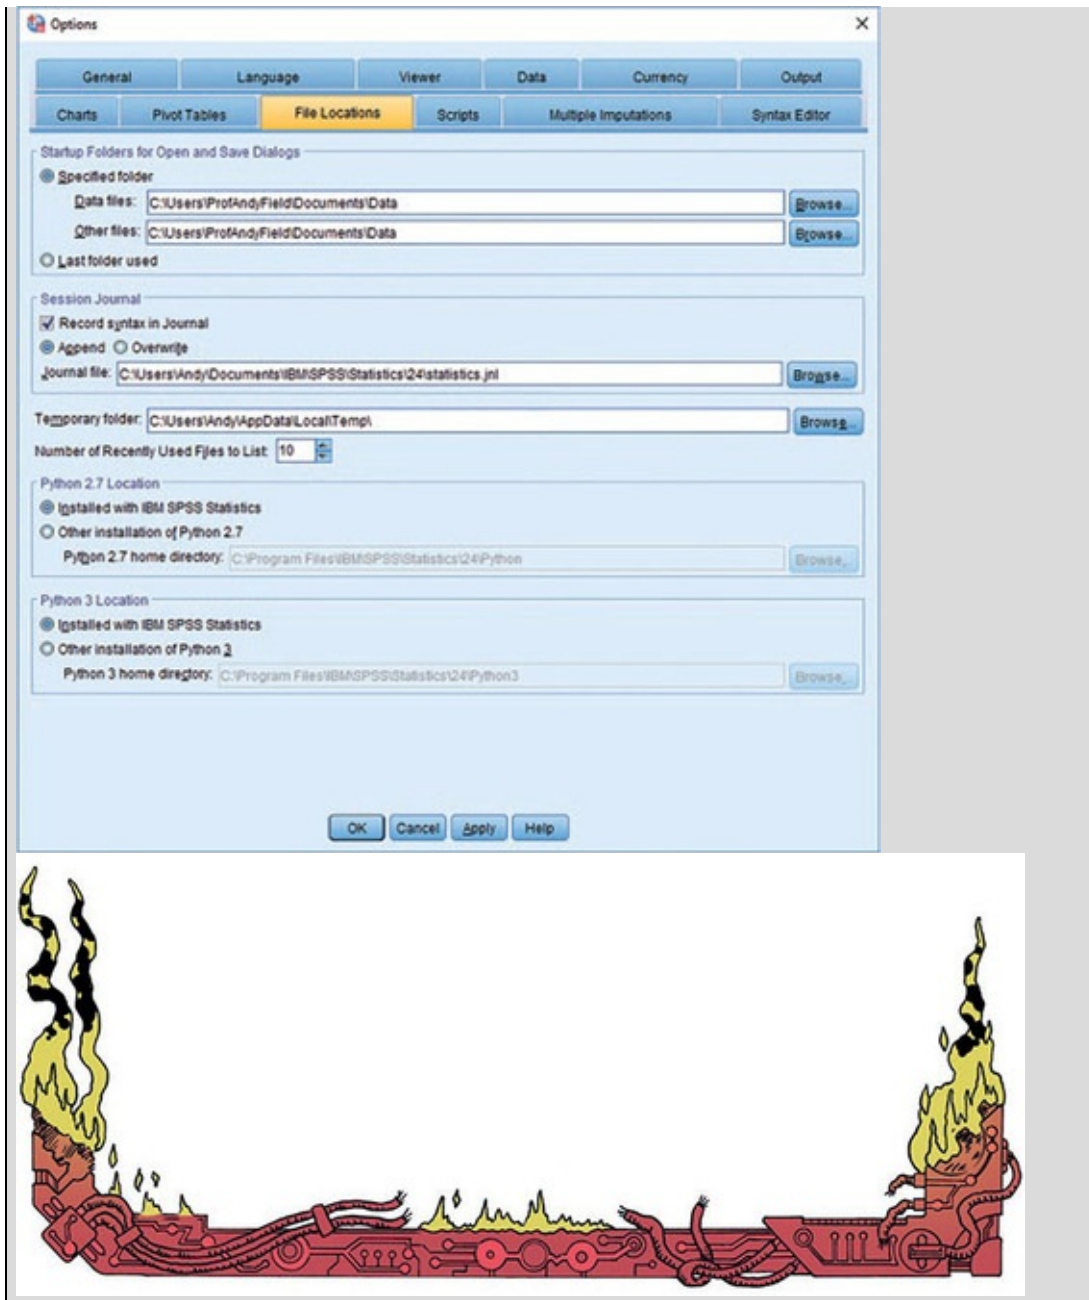 Options
General Language Viewer Data Currency Output
Charts Pivot Tables File Locations Scripts Multiple Imputations Syntax Editor
Startup Folders for Open and Save Dialogs
Specified folder
Data files: C:\Users\ProfAndyField\Documents\Data Browse...
Other files: C:\Users\ProfAndyField\Documents\Data Browse...
Last folder used
Session Journal
Record syntax in Journal
Append Overwrite
Journal file: C:\Users\Andy\Documents\IBM\SPSS\Statistics\24\statistics.jnl Browse...
Temporary folder: C:\Users\Andy\AppData\Local\Temp\ Browse...
Number of Recently Used Files to List: 10
Python 2.7 Location
Installed with IBM SPSS Statistics
Other installation of Python 2.7
Python 2.7 home directory: C:\Program Files\IBM\SPSS\Statistics\24\Python Browse...
Python 3 Location
Installed with IBM SPSS Statistics
Other installation of Python 3
Python 3 home directory: C:\Program Files\IBM\SPSS\Statistics\24\Python3 Browse...
OK Cancel Apply Help